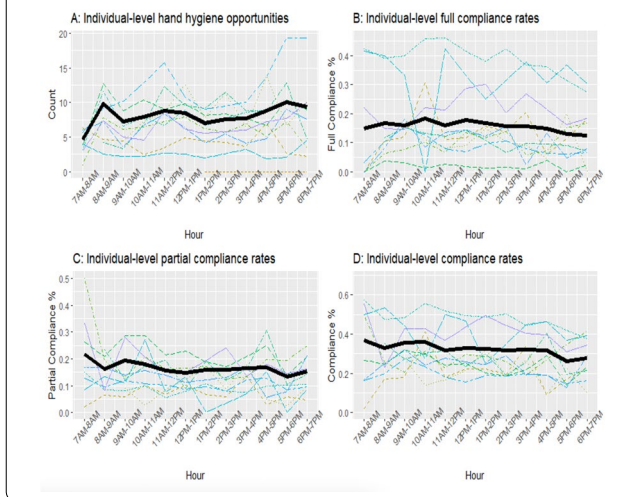 A: Individual-level hand hygiene opportunities
Count
20
15
10
5
0
7AM-8AM
8AM-9AM
9AM-10AM
10AM-11AM
11AM-12PM
12PM-1PM
1PM-2PM
2PM-3PM
3PM-4PM
4PM-5PM
5PM-6PM
6PM-7PM
Hour
B: Individual-level full compliance rates
Full Compliance %
0.4
0.3
0.2
0.1
0.0
7AM-8AM
8AM-9AM
9AM-10AM
10AM-11AM
11AM-12PM
12PM-1PM
1PM-2PM
2PM-3PM
3PM-4PM
4PM-5PM
5PM-6PM
6PM-7PM
Hour
C: Individual-level partial compliance rates
Partial Compliance %
0.5
0.4
0.3
0.2
0.1
0.0
7AM-8AM
8AM-9AM
9AM-10AM
10AM-11AM
11AM-12PM
12PM-1PM
1PM-2PM
2PM-3PM
3PM-4PM
4PM-5PM
5PM-6PM
6PM-7PM
Hour
D: Individual-level compliance rates
Compliance %
0.6
0.4
0.2
0.0
7AM-8AM
8AM-9AM
9AM-10AM
10AM-11AM
11AM-12PM
12PM-1PM
1PM-2PM
2PM-3PM
3PM-4PM
4PM-5PM
5PM-6PM
6PM-7PM
Hour